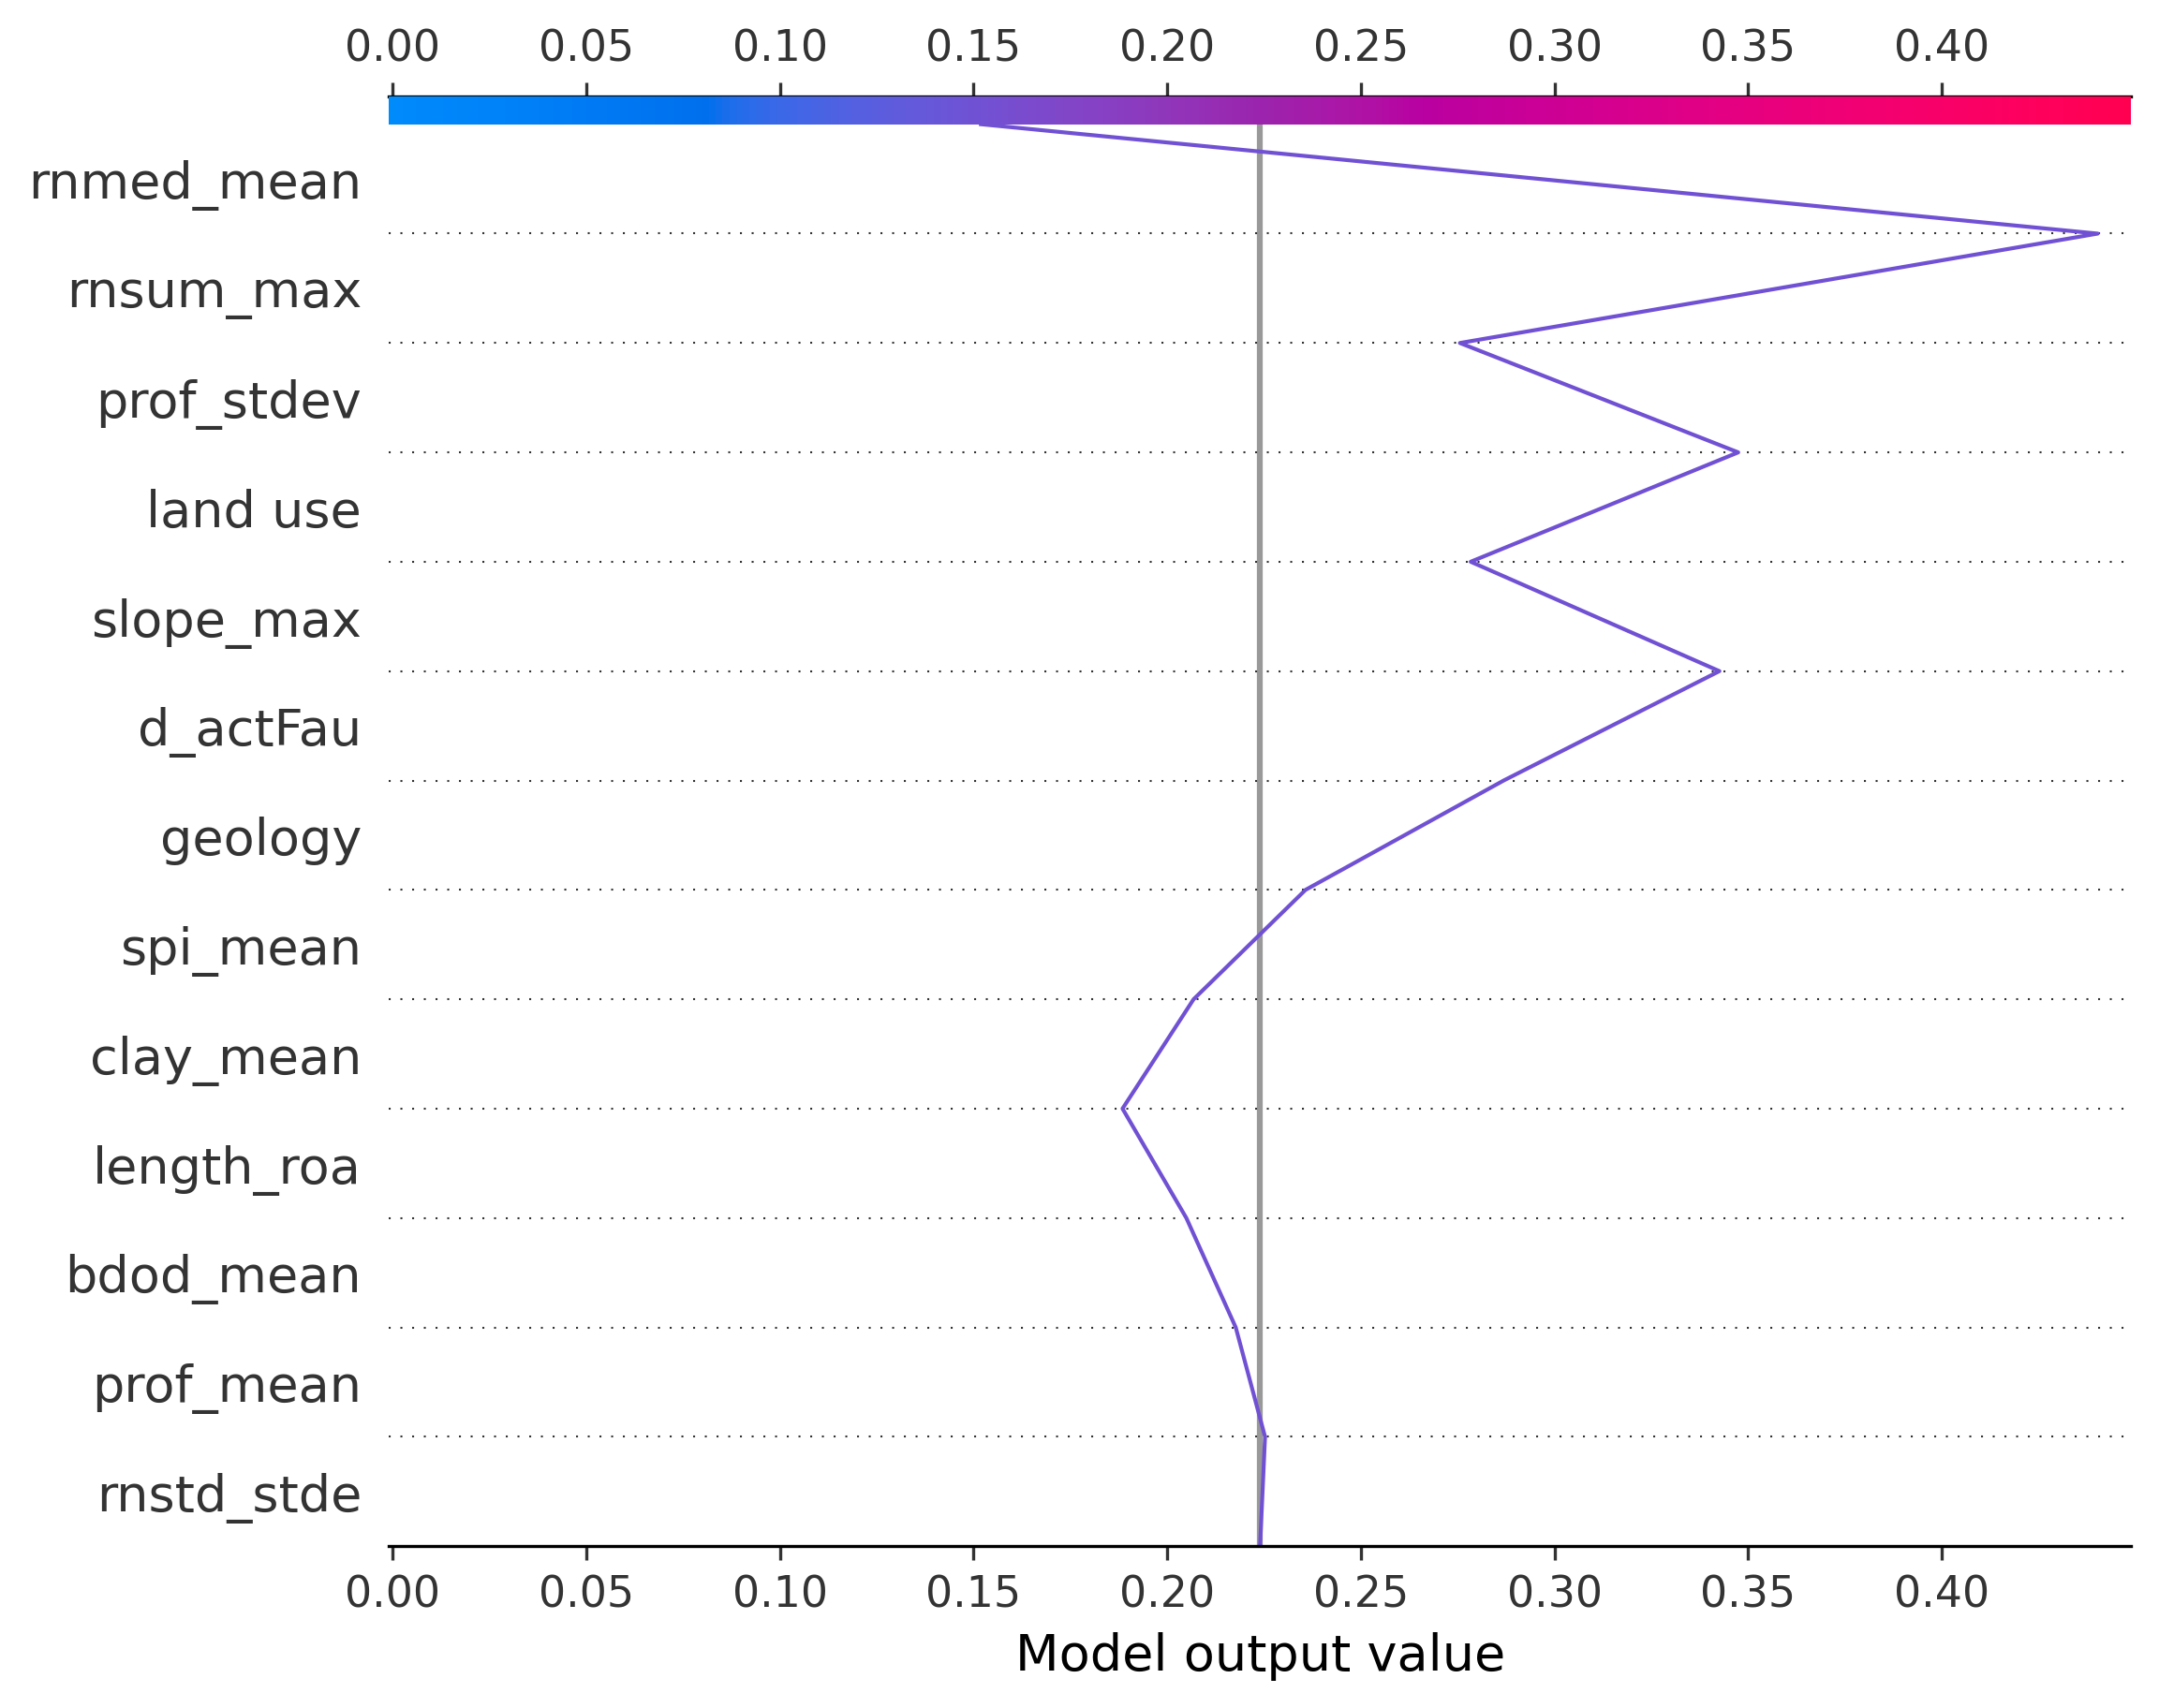 0.00 0.05 0.10 0.15 0.20 0.25 0.30 0.35 0.40
rnmed_mean
rnsum_max
prof_stdev
land use
slope_max
d_actFau
geology
spi_mean
clay_mean
length_roa
bdod_mean
prof_mean
rnstd_stde
0.00 0.05 0.10 0.15 0.20 0.25 0.30 0.35 0.40
Model output value